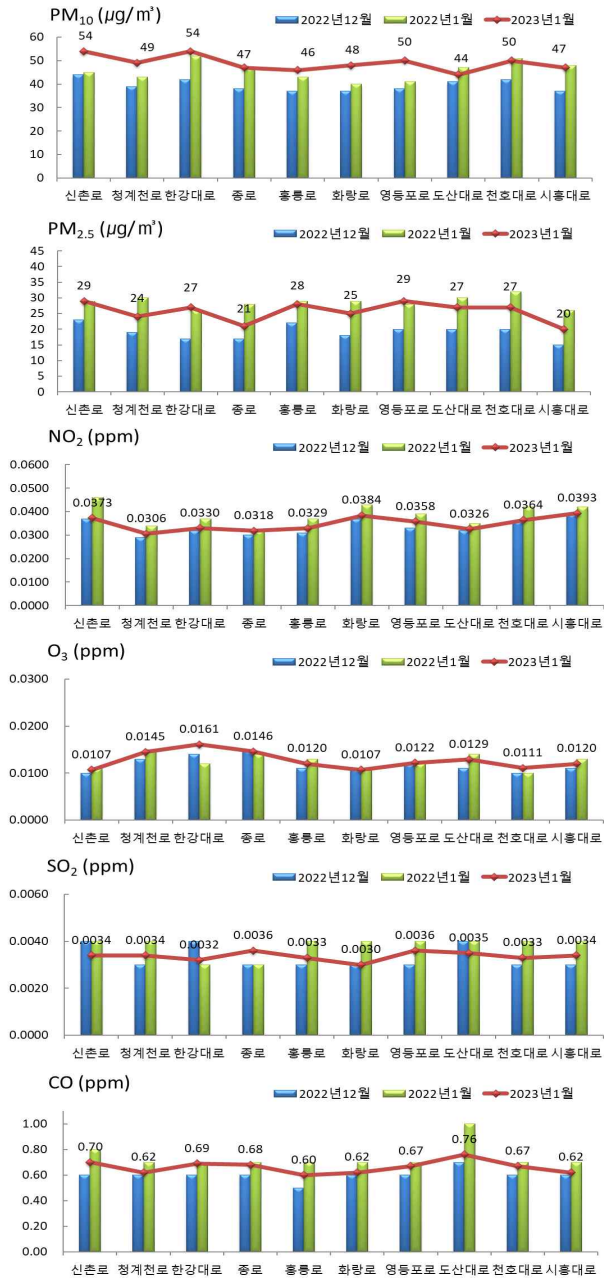 PM₁₀ (㎍/㎥)
2022년12월 2022년1월 2023년1월
60
50
40
30
20
10
0
54 49 54 47 46 48 50 44 50 47
신촌로 청계천로 한강대로 종로 홍릉로 화랑로 영등포로 도산대로 천호대로 시흥대로
PM₂.₅ (㎍/㎥)
2022년12월 2022년1월 2023년1월
45
40
35
30
25
20
15
10
5
0
29 24 27 21 28 25 29 27 27 20
신촌로 청계천로 한강대로 종로 홍릉로 화랑로 영등포로 도산대로 천호대로 시흥대로
NO₂ (ppm)
2022년12월 2022년1월 2023년1월
0.0600
0.0500
0.0400
0.0300
0.0200
0.0100
0.0000
0.0373 0.0306 0.0330 0.0318 0.0329 0.0384 0.0358 0.0326 0.0364 0.0393
신촌로 청계천로 한강대로 종로 홍릉로 화랑로 영등포로 도산대로 천호대로 시흥대로
O₃ (ppm)
2022년12월 2022년1월 2023년1월
0.0300
0.0200
0.0100
0.0000
0.0107 0.0145 0.0161 0.0146 0.0120 0.0107 0.0122 0.0129 0.0111 0.0120
신촌로 청계천로 한강대로 종로 홍릉로 화랑로 영등포로 도산대로 천호대로 시흥대로
SO₂ (ppm)
2022년12월 2022년1월 2023년1월
0.0060
0.0040
0.0020
0.0000
0.0034 0.0034 0.0032 0.0036 0.0033 0.0030 0.0036 0.0035 0.0033 0.0034
신촌로 청계천로 한강대로 종로 홍릉로 화랑로 영등포로 도산대로 천호대로 시흥대로
CO (ppm)
2022년12월 2022년1월 2023년1월
1.00
0.80
0.60
0.40
0.20
0.00
0.70 0.62 0.69 0.68 0.60 0.62 0.67 0.76 0.67 0.62
신촌로 청계천로 한강대로 종로 홍릉로 화랑로 영등포로 도산대로 천호대로 시흥대로